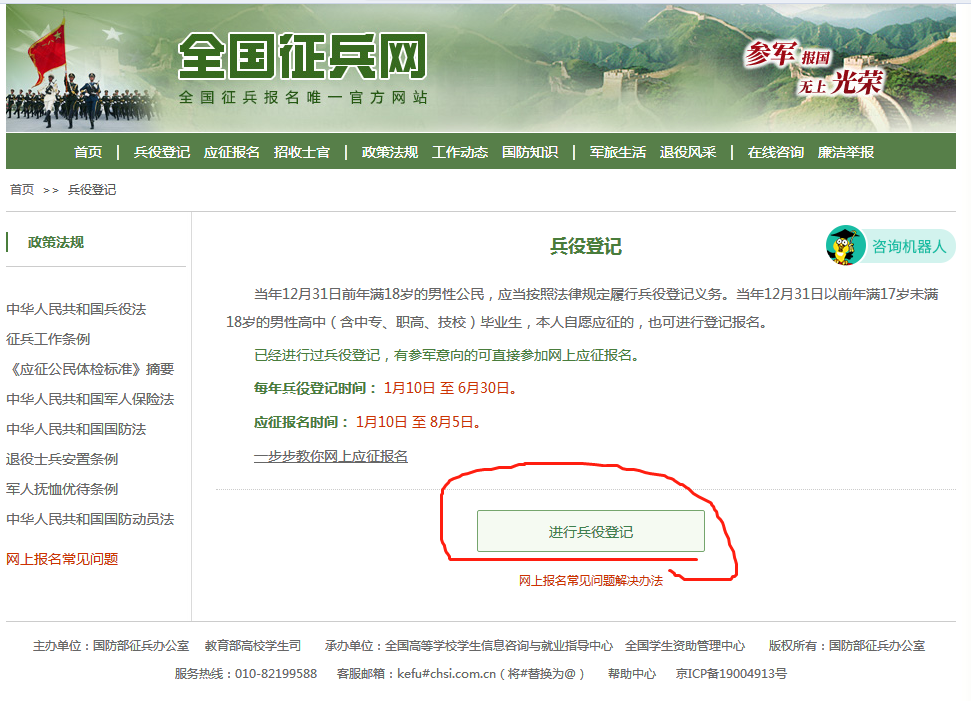 全国征兵网
全国征兵报名唯一官方网站
参军 报国
无上 光荣
首页 | 兵役登记 应征报名 招收士官 | 政策法规 工作动态 国防知识 | 军旅生活 退役风采 | 在线咨询 廉洁举报
首页 >> 兵役登记
政策法规
中华人民共和国兵役法
征兵工作条例
《应征公民体检标准》摘要
中华人民共和国军人保险法
中华人民共和国国防法
退役士兵安置条例
军人抚恤优待条例
中华人民共和国国防动员法
网上报名常见问题
兵役登记
咨询机器人
当年12月31日前年满18岁的男性公民，应当按照法律规定履行兵役登记义务。当年12月31日以前年满17岁未满
18岁的男性高中（含中专、职高、技校）毕业生，本人自愿应征的，也可进行登记报名。
已经进行过兵役登记，有参军意向的可直接参加网上应征报名。
每年兵役登记时间： 1月10日 至 6月30日。
应征报名时间： 1月10日 至 8月5日。
一步步教你网上应征报名
进行兵役登记
网上报名常见问题解决办法
主办单位：国防部征兵办公室 教育部高校学生司 承办单位：全国高等学校学生信息咨询与就业指导中心 全国学生资助管理中心 版权所有：国防部征兵办公室
服务热线：010-82199588 客服邮箱：kefu#chsi.com.cn（将#替换为@） 帮助中心 京ICP备19004913号